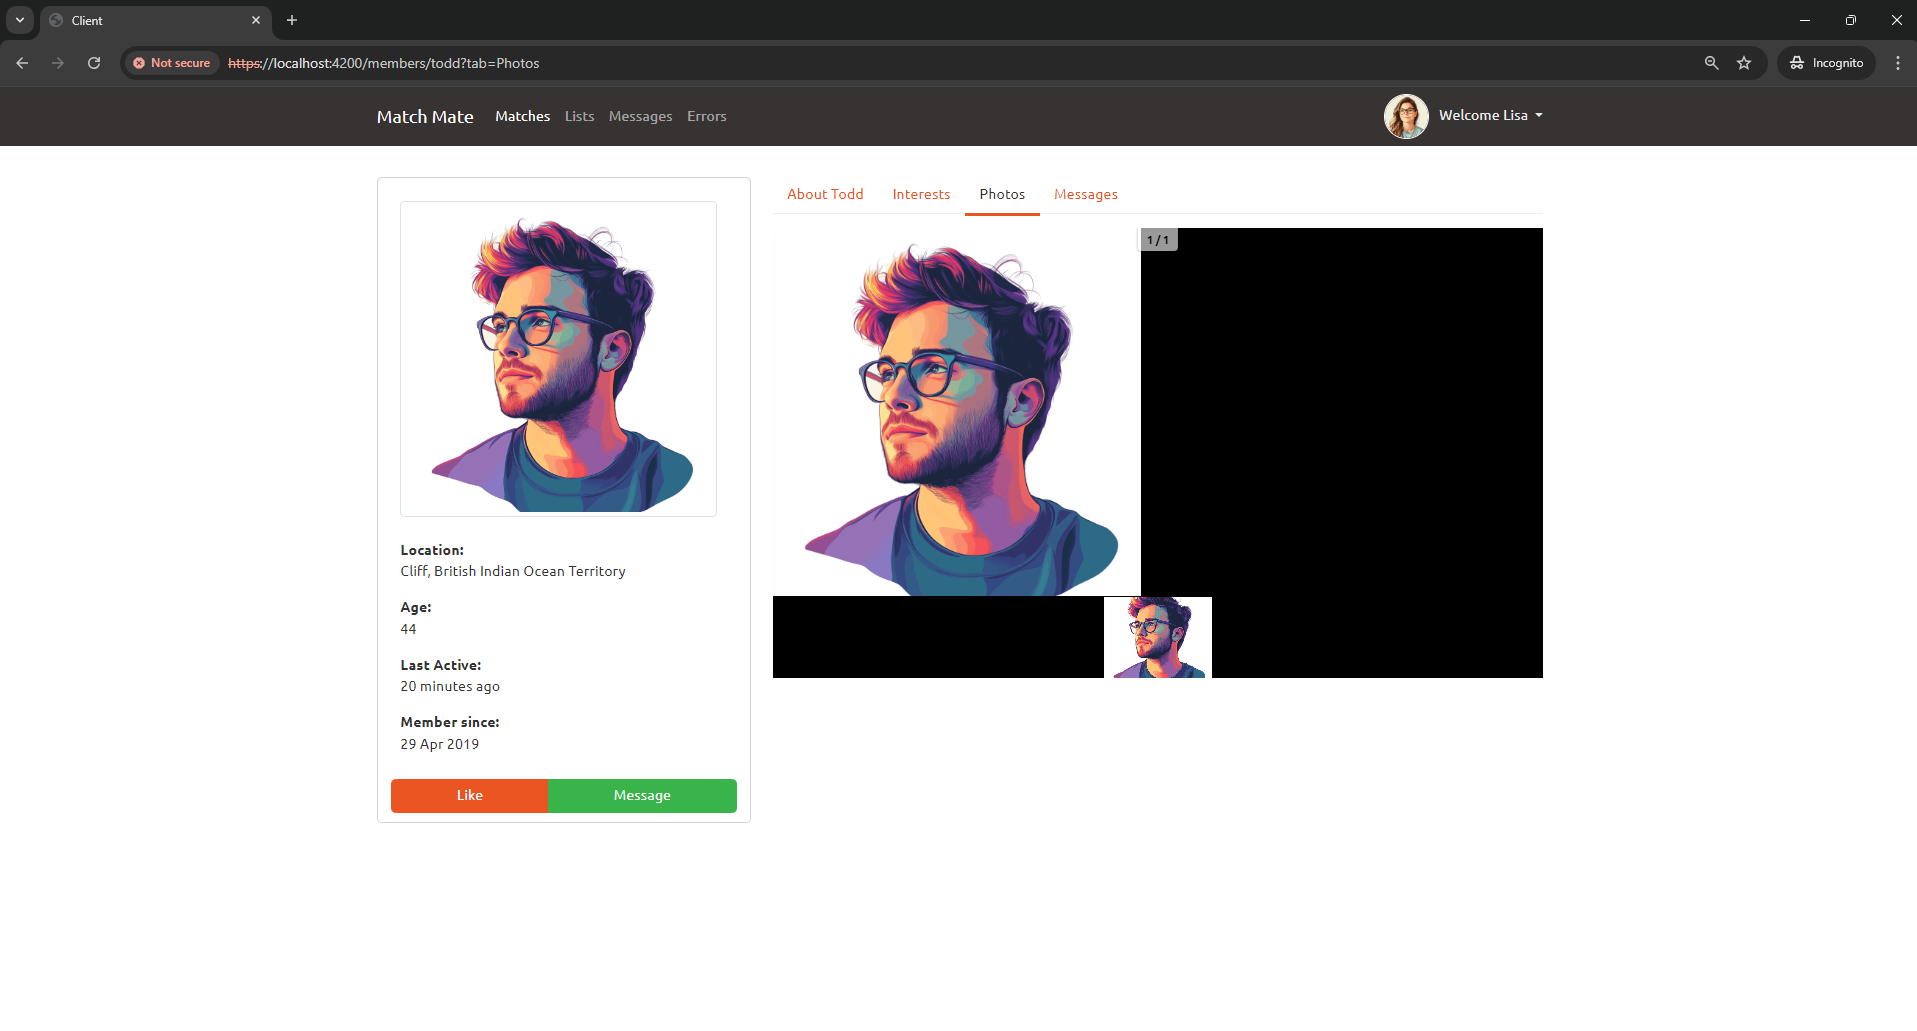 Client
Not secure https://localhost:4200/members/todd?tab=Photos Incognito
Match Mate Matches Lists Messages Errors Welcome Lisa
About Todd Interests Photos Messages
1 / 1
Location:
Cliff, British Indian Ocean Territory
Age:
44
Last Active:
20 minutes ago
Member since:
29 Apr 2019
Like Message